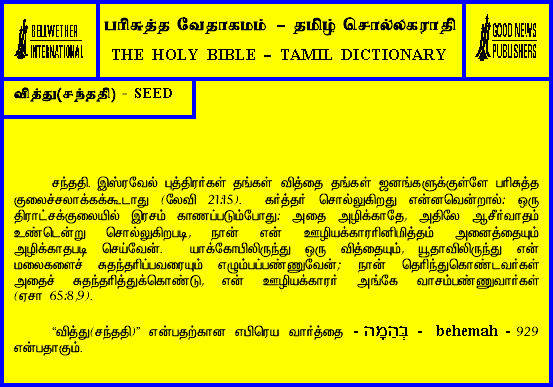 BELLWETHER
INTERNATIONAL
பரிசுத்த வேதாகமம் – தமிழ் சொல்லகராதி
THE HOLY BIBLE – TAMIL DICTIONARY
GOOD NEWS
PUBLISHERS
வித்து(சந்ததி) - SEED
சந்ததி. இஸ்ரவேல் புத்திரர்கள் தங்கள் வித்தை தங்கள் ஜனங்களுக்குள்ளே பரிசுத்த
குலைச்சலாக்கக்கூடாது (லேவி 21:15). கர்த்தர் சொல்லுகிறது என்னவென்றால்: ஒரு
திராட்சக்குலையில் இரசம் காணப்படும்போது: அதை அழிக்காதே, அதிலே ஆசீர்வாதம்
உண்டென்று சொல்லுகிறபடி, நான் என் ஊழியக்காரரினிமித்தம் அனைத்தையும்
அழிக்காதபடி செய்வேன். யாக்கோபிலிருந்து ஒரு வித்தையும், யூதாவிலிருந்து என்
மலைகளைச் சுதந்தரிப்பவரையும் எழும்பப்பண்ணுவேன்; நான் தெரிந்துகொண்டவர்கள்
அதைச் சுதந்தரித்துக்கொண்டு, என் ஊழியக்காரர் அங்கே வாசம்பண்ணுவார்கள்
(ஏசா 65:8,9).
“வித்து(சந்ததி)” என்பதற்கான எபிரெய வார்த்தை - בְּהֵמָה - behemah - 929
என்பதாகும்.